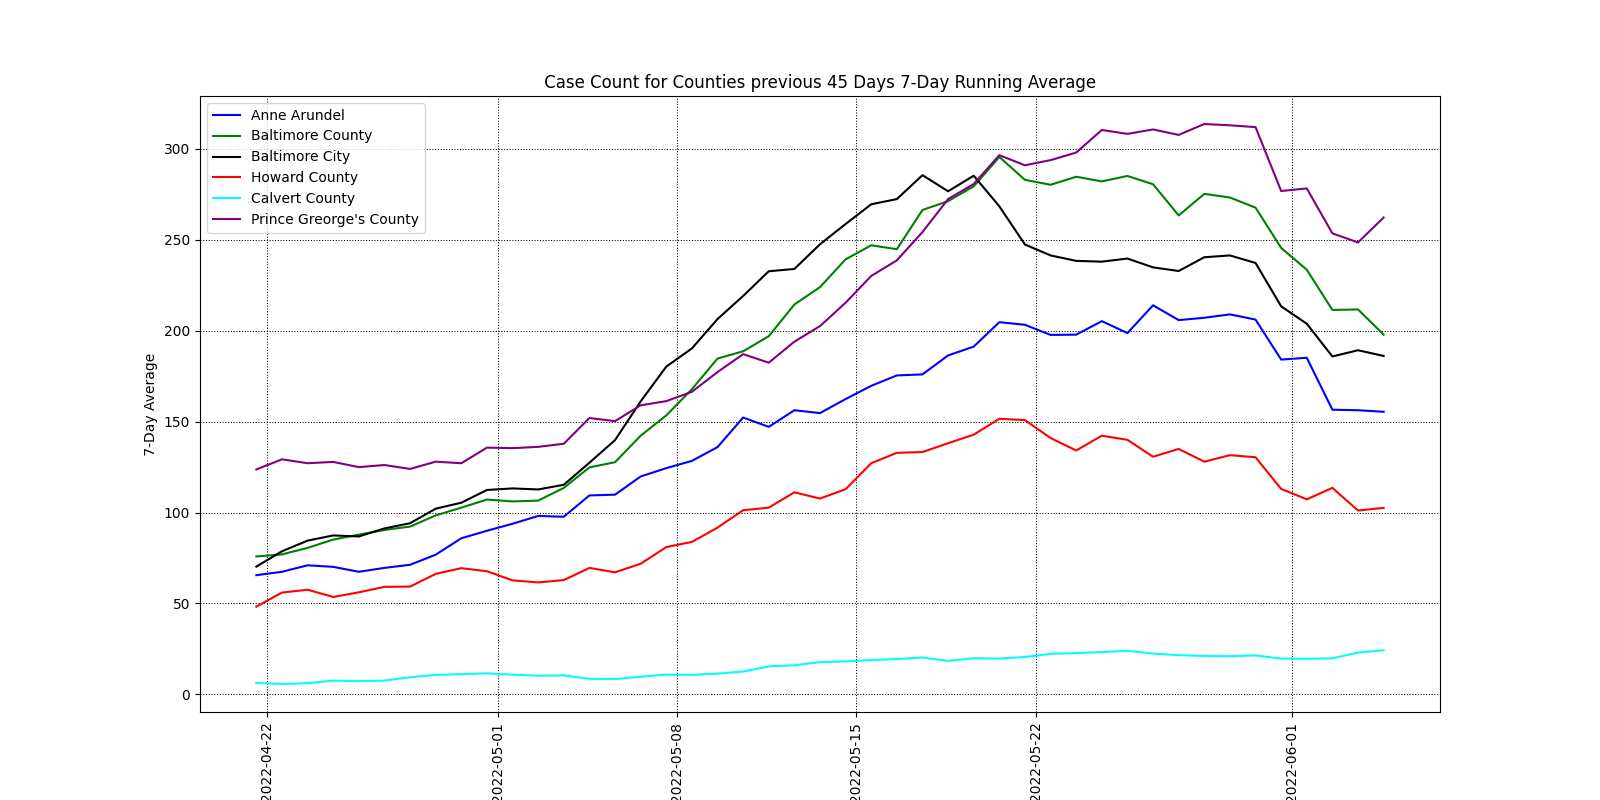 Case Count for Counties previous 45 Days 7-Day Running Average
Anne Arundel
Baltimore County
Baltimore City
Howard County
Calvert County
Prince Greorge's County
7-Day Average
300
250
200
150
100
50
0
2022-04-22
2022-05-01
2022-05-08
2022-05-15
2022-05-22
2022-06-01